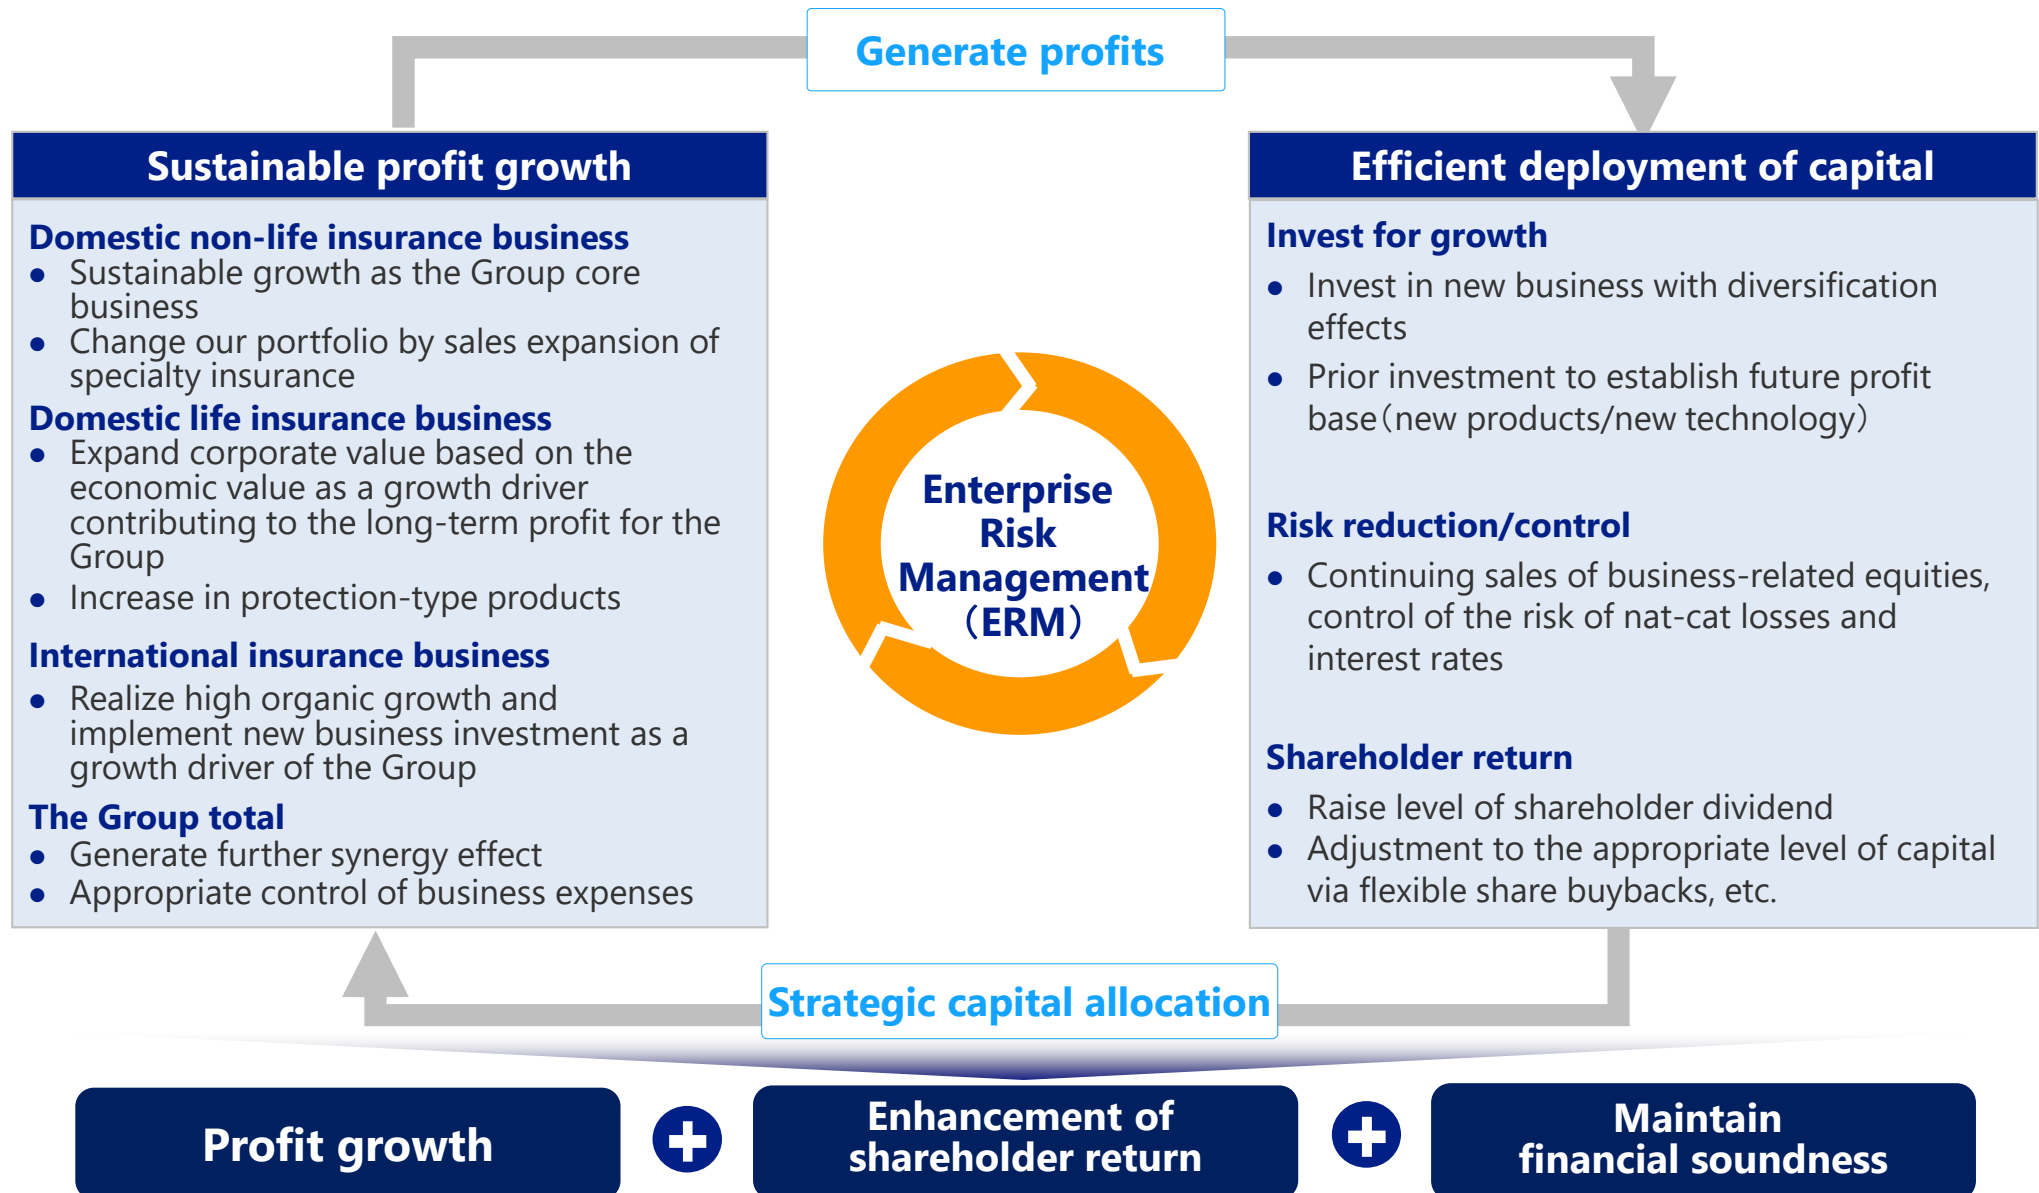 Generate profits
Sustainable profit growth
Domestic non-life insurance business
● Sustainable growth as the Group core
business
● Change our portfolio by sales expansion of
specialty insurance
Domestic life insurance business
● Expand corporate value based on the
economic value as a growth driver
contributing to the long-term profit for the
Group
● Increase in protection-type products
International insurance business
● Realize high organic growth and
implement new business investment as a
growth driver of the Group
The Group total
● Generate further synergy effect
● Appropriate control of business expenses
Enterprise
Risk
Management
（ERM）
Efficient deployment of capital
Invest for growth
● Invest in new business with diversification
effects
● Prior investment to establish future profit
base（new products/new technology）
Risk reduction/control
● Continuing sales of business-related equities,
control of the risk of nat-cat losses and
interest rates
Shareholder return
● Raise level of shareholder dividend
● Adjustment to the appropriate level of capital
via flexible share buybacks, etc.
Strategic capital allocation
Profit growth
Enhancement of
shareholder return
Maintain
financial soundness